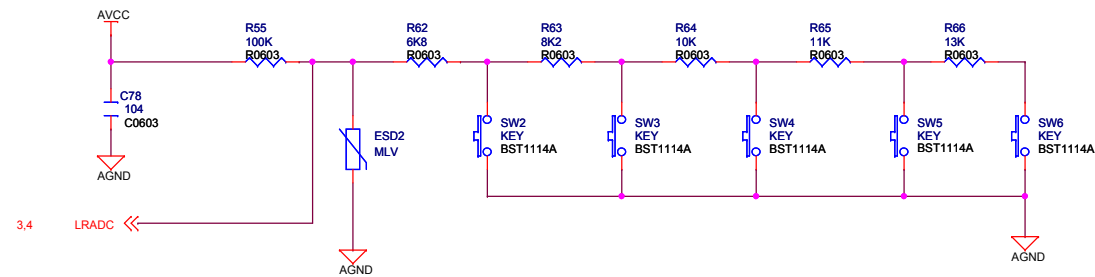 AVCC
R55
100K
R0603
R62
6K8
R0603
R63
8K2
R0603
R64
10K
R0603
R65
11K
R0603
R66
13K
R0603
C78
104
C0603
AGND
ESD2
MLV
SW2
KEY
BST1114A
SW3
KEY
BST1114A
SW4
KEY
BST1114A
SW5
KEY
BST1114A
SW6
KEY
BST1114A
3,4 LRADC
AGND
AGND